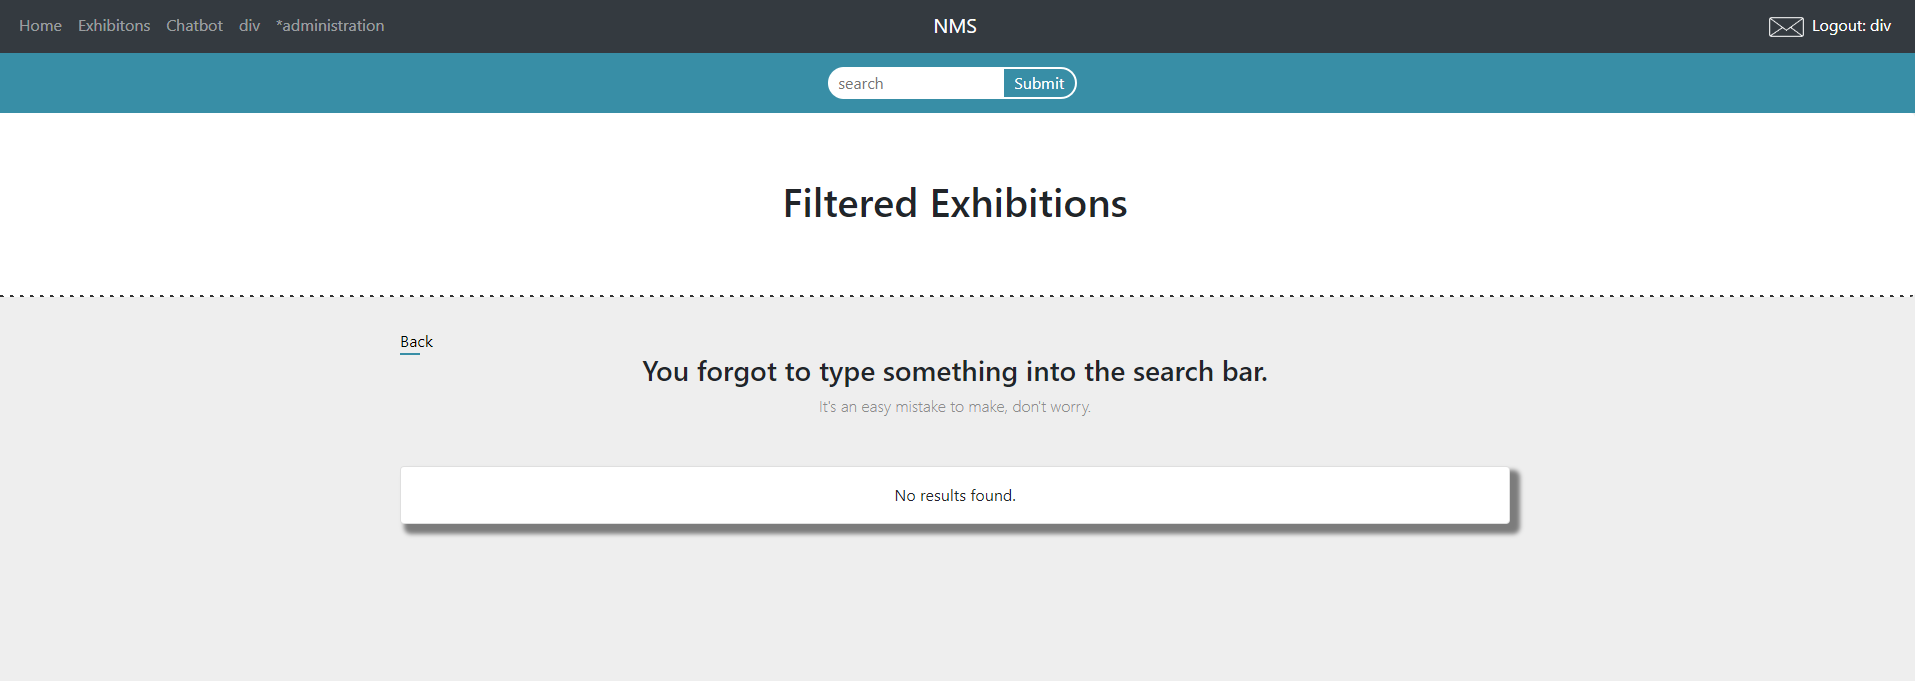 Home Exhibitons Chatbot div *administration NMS Logout: div
search Submit
Filtered Exhibitions
Back
You forgot to type something into the search bar.
It's an easy mistake to make, don't worry.
No results found.